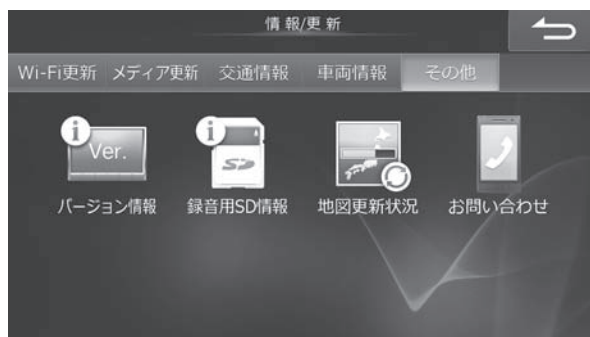 情報/更新
Wi-Fi更新 メディア更新 交通情報 車両情報 その他
i Ver. i SD
バージョン情報 録音用SD情報 地図更新状況 お問い合わせ